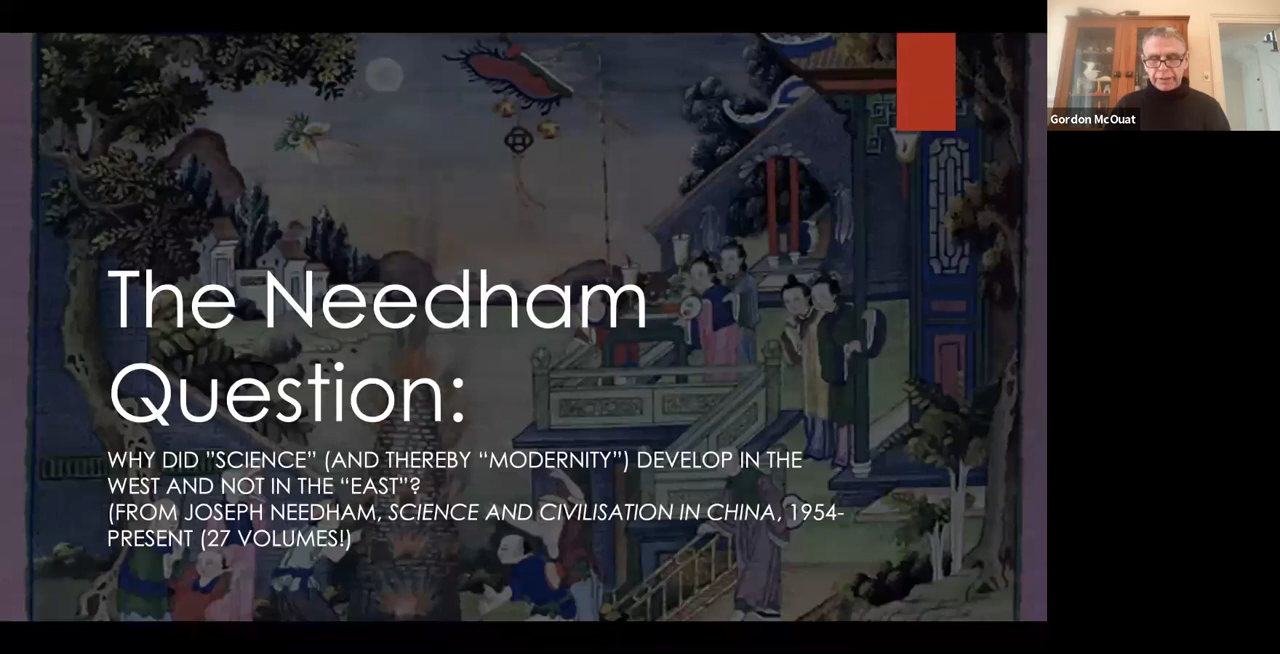 The Needham
Question:
WHY DID ”SCIENCE” (AND THEREBY “MODERNITY”) DEVELOP IN THE
WEST AND NOT IN THE “EAST”?
(FROM JOSEPH NEEDHAM, SCIENCE AND CIVILISATION IN CHINA, 1954-
PRESENT (27 VOLUMES!)
Gordon McOuat